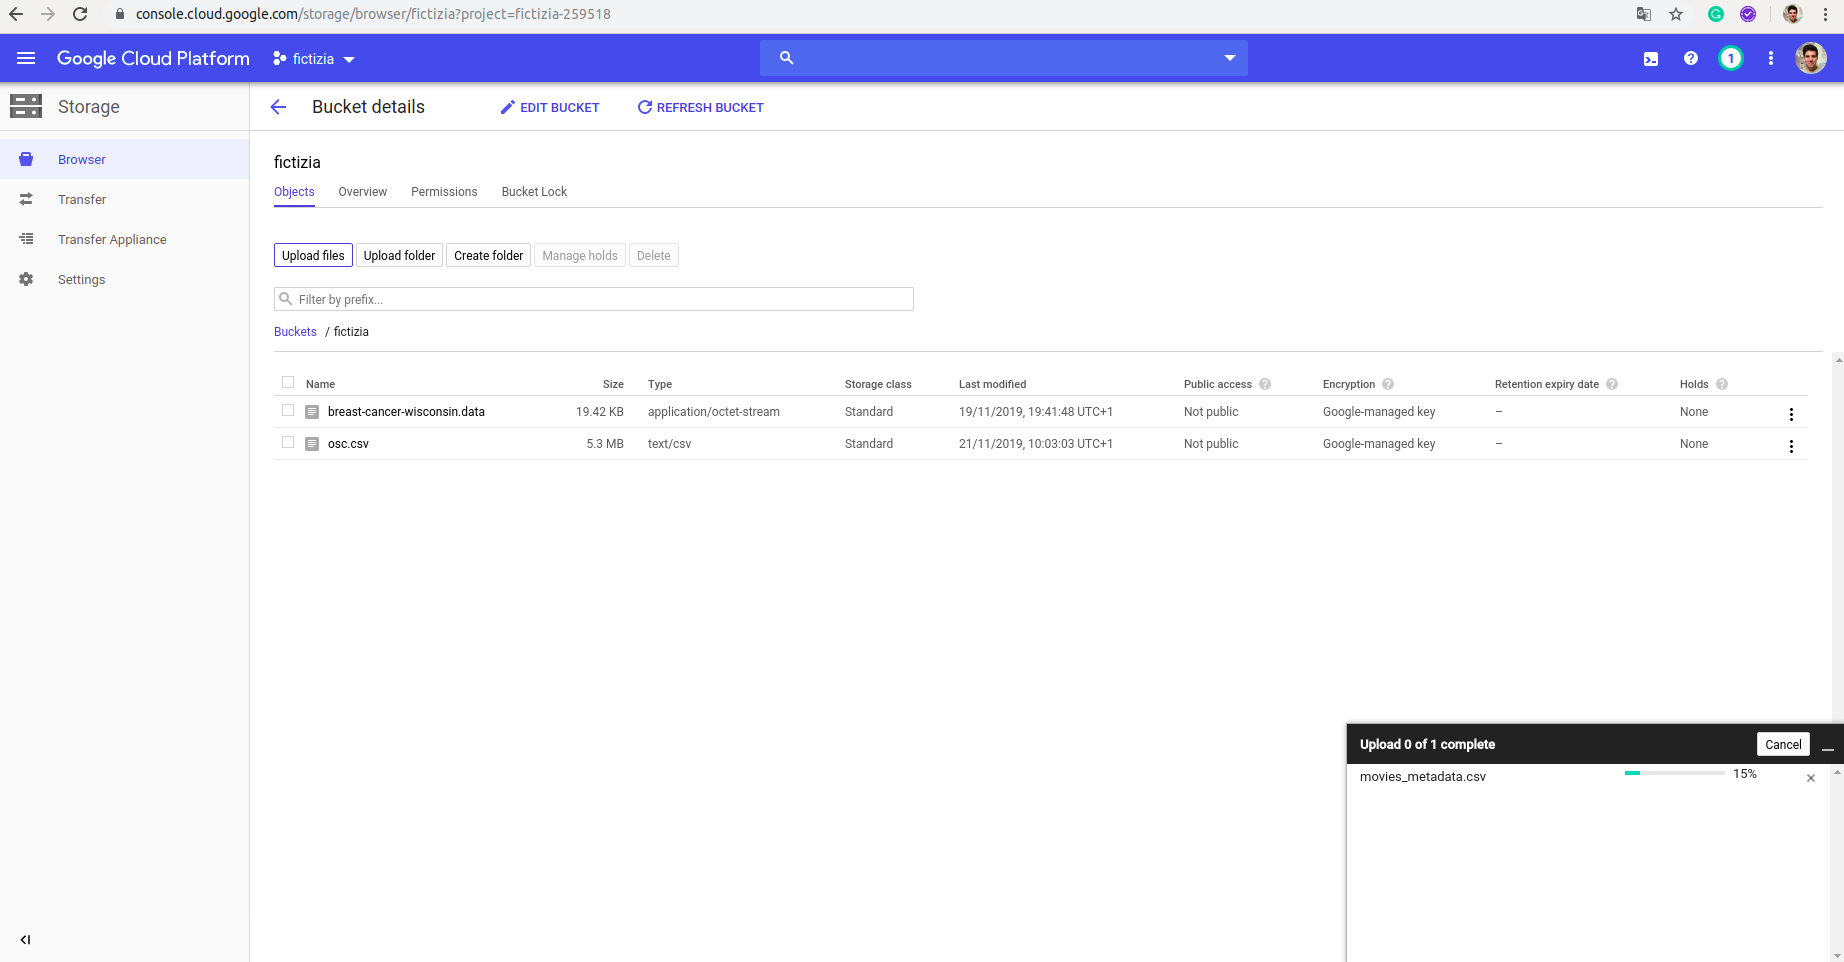 console.cloud.google.com/storage/browser/fictizia?project=fictizia-259518
Google Cloud Platform fictizia 1
Storage Bucket details EDIT BUCKET REFRESH BUCKET
Browser
Transfer
Transfer Appliance
Settings
fictizia
Objects Overview Permissions Bucket Lock
Upload files Upload folder Create folder Manage holds Delete
Filter by prefix...
Buckets / fictizia
Name Size Type Storage class Last modified Public access Encryption Retention expiry date Holds
breast-cancer-wisconsin.data 19.42 KB application/octet-stream Standard 19/11/2019, 19:41:48 UTC+1 Not public Google-managed key – None
osc.csv 5.3 MB text/csv Standard 21/11/2019, 10:03:03 UTC+1 Not public Google-managed key – None
Upload 0 of 1 complete Cancel
movies_metadata.csv 15%